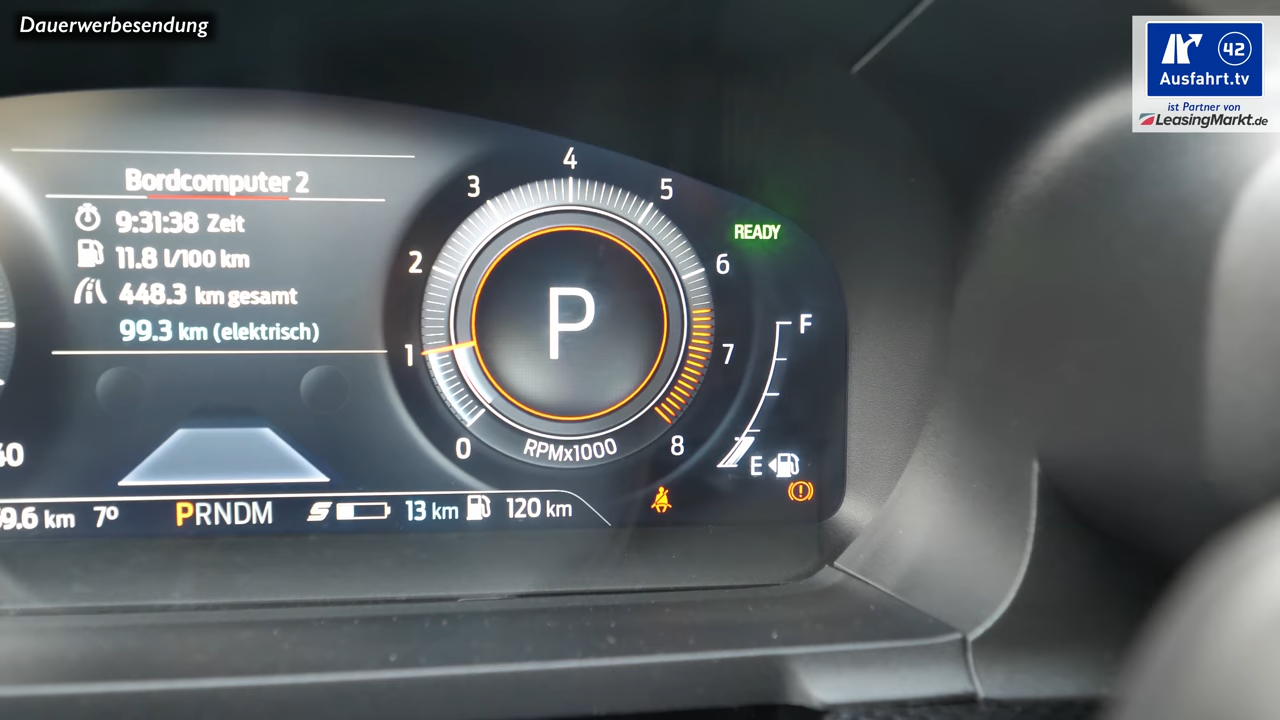 Dauerwerbesendung
42
Ausfahrt.tv
ist Partner von
LeasingMarkt.de
Bordcomputer 2
9:31:38 Zeit
11.8 l/100 km
448.3 km gesamt
99.3 km (elektrisch)
0
1
2
3
4
5
6
7
8
P
RPMx1000
READY
F
E
9.6 km 7° PRNDM 13 km 120 km